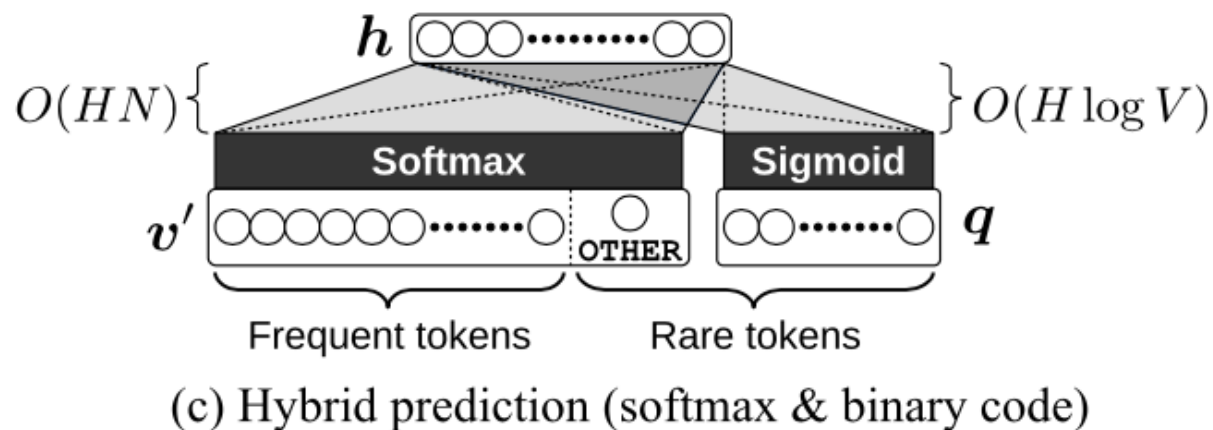 h
O(HN)
O(H log V)
Softmax
Sigmoid
v′
OTHER
q
Frequent tokens
Rare tokens
(c) Hybrid prediction (softmax & binary code)